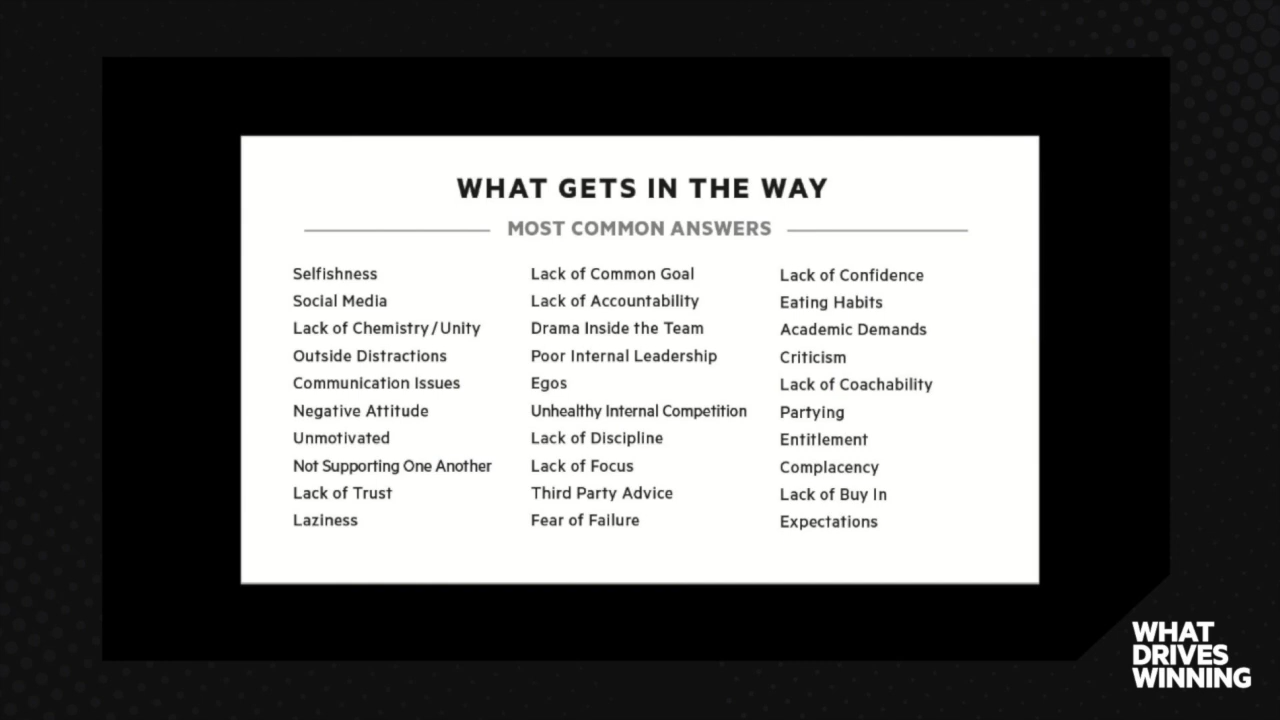 WHAT GETS IN THE WAY
MOST COMMON ANSWERS
Selfishness
Social Media
Lack of Chemistry/Unity
Outside Distractions
Communication Issues
Negative Attitude
Unmotivated
Not Supporting One Another
Lack of Trust
Laziness
Lack of Common Goal
Lack of Accountability
Drama Inside the Team
Poor Internal Leadership
Egos
Unhealthy Internal Competition
Lack of Discipline
Lack of Focus
Third Party Advice
Fear of Failure
Lack of Confidence
Eating Habits
Academic Demands
Criticism
Lack of Coachability
Partying
Entitlement
Complacency
Lack of Buy In
Expectations
WHAT
DRIVES
WINNING